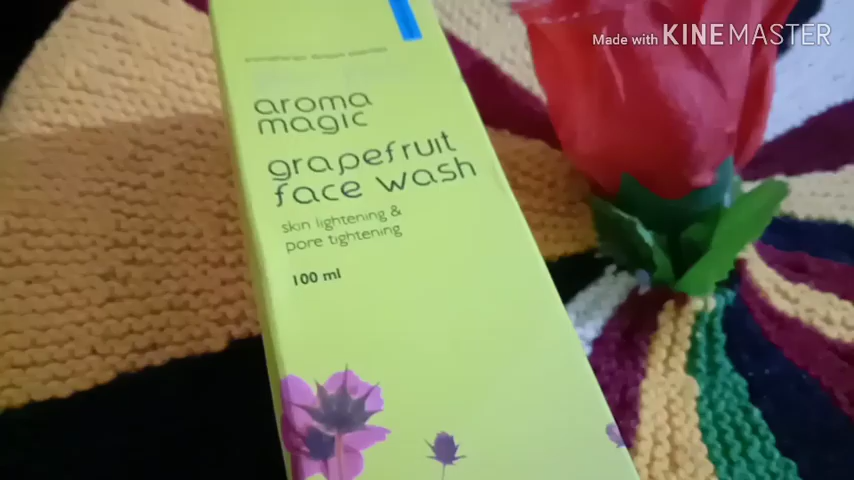 Made with KINEMASTER
aroma
magic
grapefruit
face wash
skin lightening &
pore tightening
100 ml